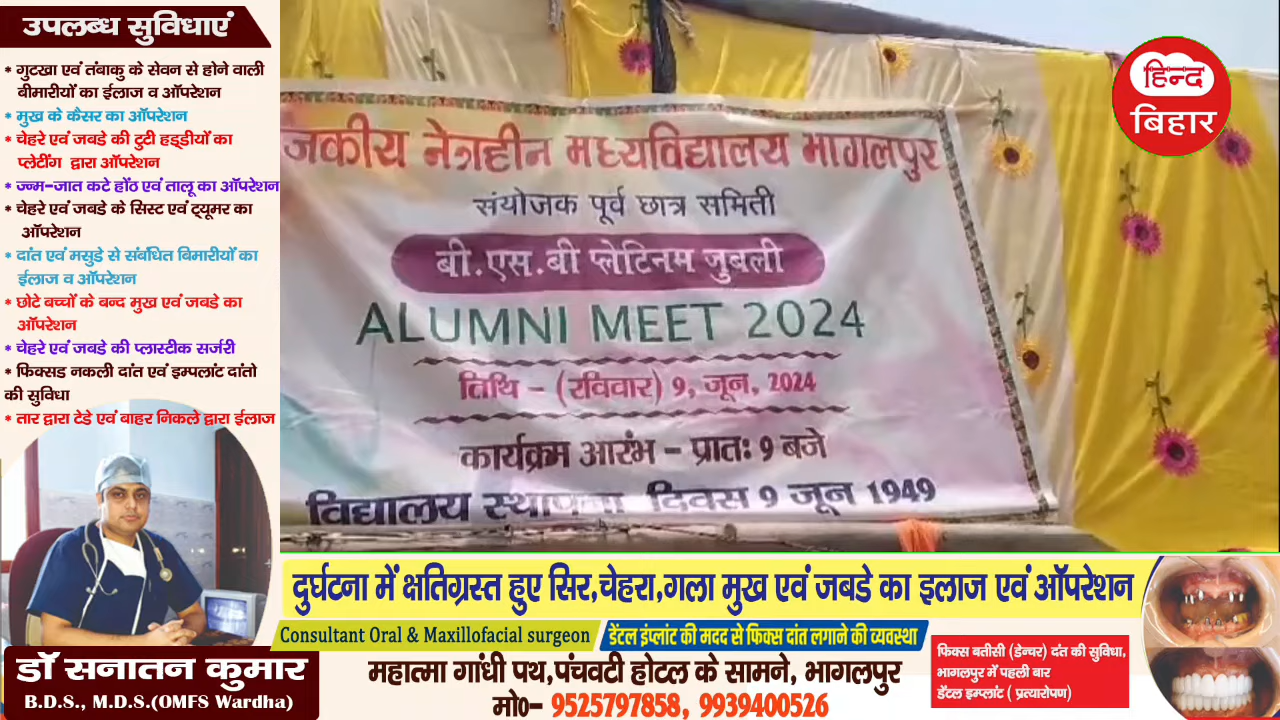 उपलब्ध सुविधाएं
* गुटखा एवं तंबाकु के सेवन से होने वाली
बीमारीयों का ईलाज व ऑपरेशन
* मुख के कैसर का ऑपरेशन
* चेहरे एवं जबडे की टुटी हड्डीयों का
प्लेटींग द्वारा ऑपरेशन
* ज्न्म-जात कटे होंठ एवं तालू का ऑपरेशन
* चेहरे एवं जबडे के सिस्ट एवं ट्यूमर का
ऑपरेशन
* दांत एवं मसुडे से संबंधित बिमारीयों का
ईलाज व ऑपरेशन
* छोटे बच्चों के बन्द मुख एवं जबडे का
ऑपरेशन
* चेहरे एवं जबडे की प्लास्टीक सर्जरी
* फिक्सड नकली दांत एवं इम्पलांट दांतो
की सुविधा
* तार द्वारा टेडे एवं बाहर निकले द्वारा ईलाज
डॉ सनातन कुमार
B.D.S., M.D.S.(OMFS Wardha)
जकीय नेत्रहीन मध्यविद्यालय भागलपुर
संयोजक पूर्व छात्र समिती
बी.एस.बी प्लेटिनम जुबली
ALUMNI MEET 2024
तिथि - (रविवार) 9, जून, 2024
कार्यक्रम आरंभ - प्रातः 9 बजे
विद्यालय स्थापना दिवस 9 जून 1949
हिन्द
बिहार
दुर्घटना में क्षतिग्रस्त हुए सिर,चेहरा,गला मुख एवं जबडे का इलाज एवं ऑपरेशन
Consultant Oral & Maxillofacial surgeon
डेंटल इंप्लांट की मदद से फिक्स दांत लगाने की व्यवस्था
महात्मा गांधी पथ,पंचवटी होटल के सामने, भागलपुर
मो०- 9525797858, 9939400526
फिक्स बतीसी (डेन्चर) दंत की सुविधा,
भागलपुर में पहली बार
डेंटल इम्प्लांट ( प्रत्यारोपण)